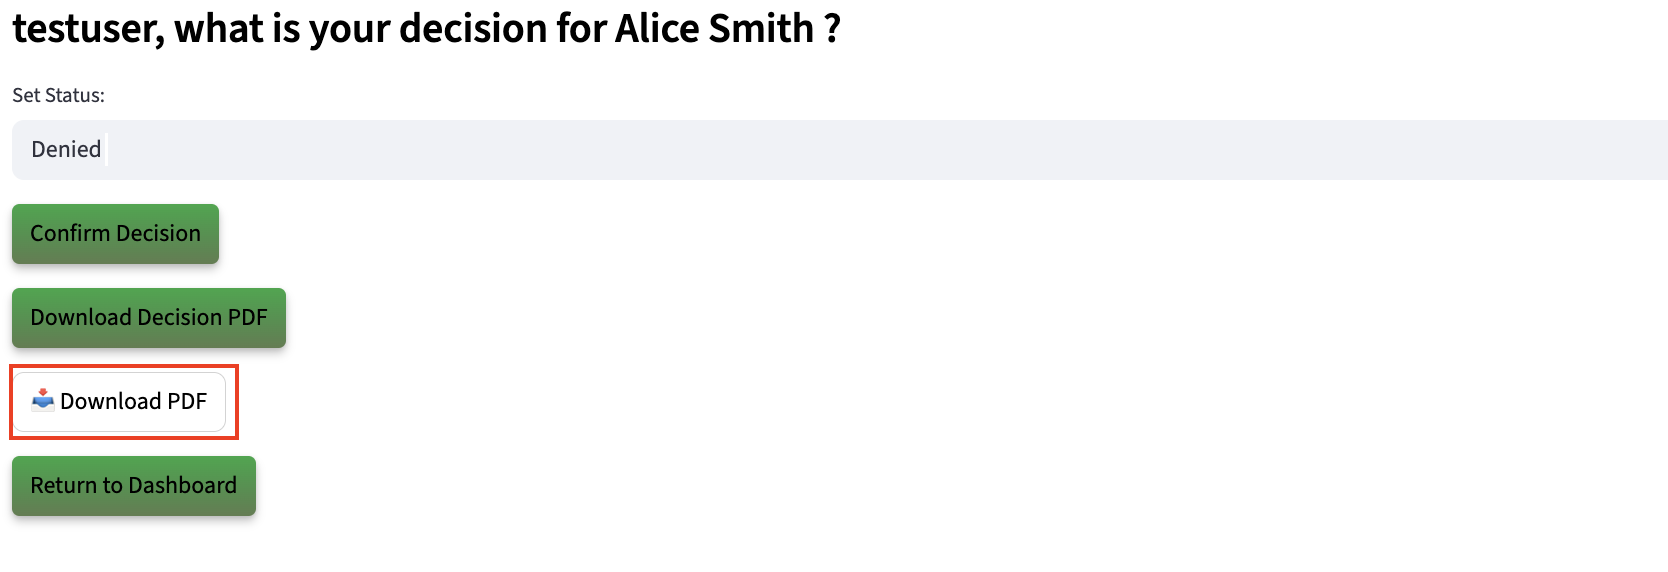 testuser, what is your decision for Alice Smith ?
Set Status:
Denied
Confirm Decision
Download Decision PDF
📥 Download PDF
Return to Dashboard